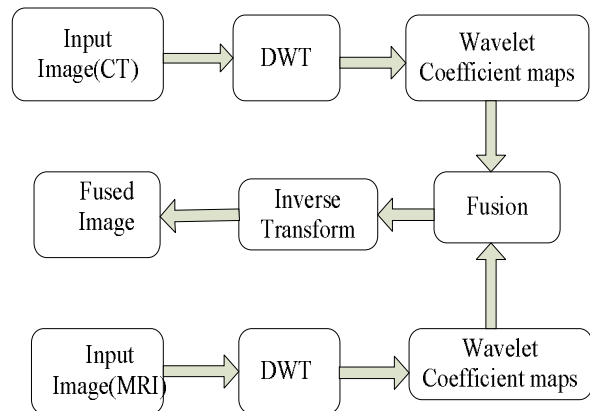 Input
Image(CT)
DWT
Wavelet
Coefficient maps
Fused
Image
Inverse
Transform
Fusion
Input
Image(MRI)
DWT
Wavelet
Coefficient maps